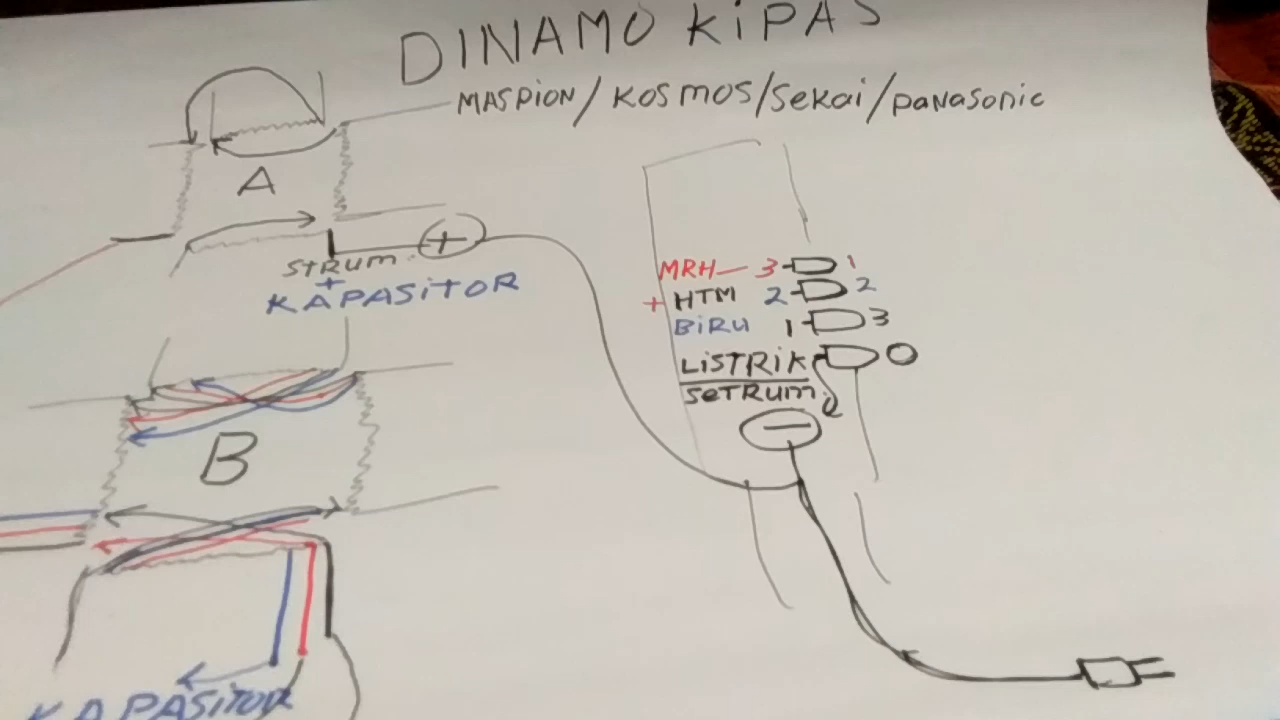 DINAMO KiPAS
MASPION/KOSMOS/SeKAi/PANASONIC
A
STRUM
+
+
KAPASITOR
MRH— 3 1
+ HTM 2 2
BiRU 1 3
LiSTRiK 0
SeTRUM
−
B
KAPASiTOR